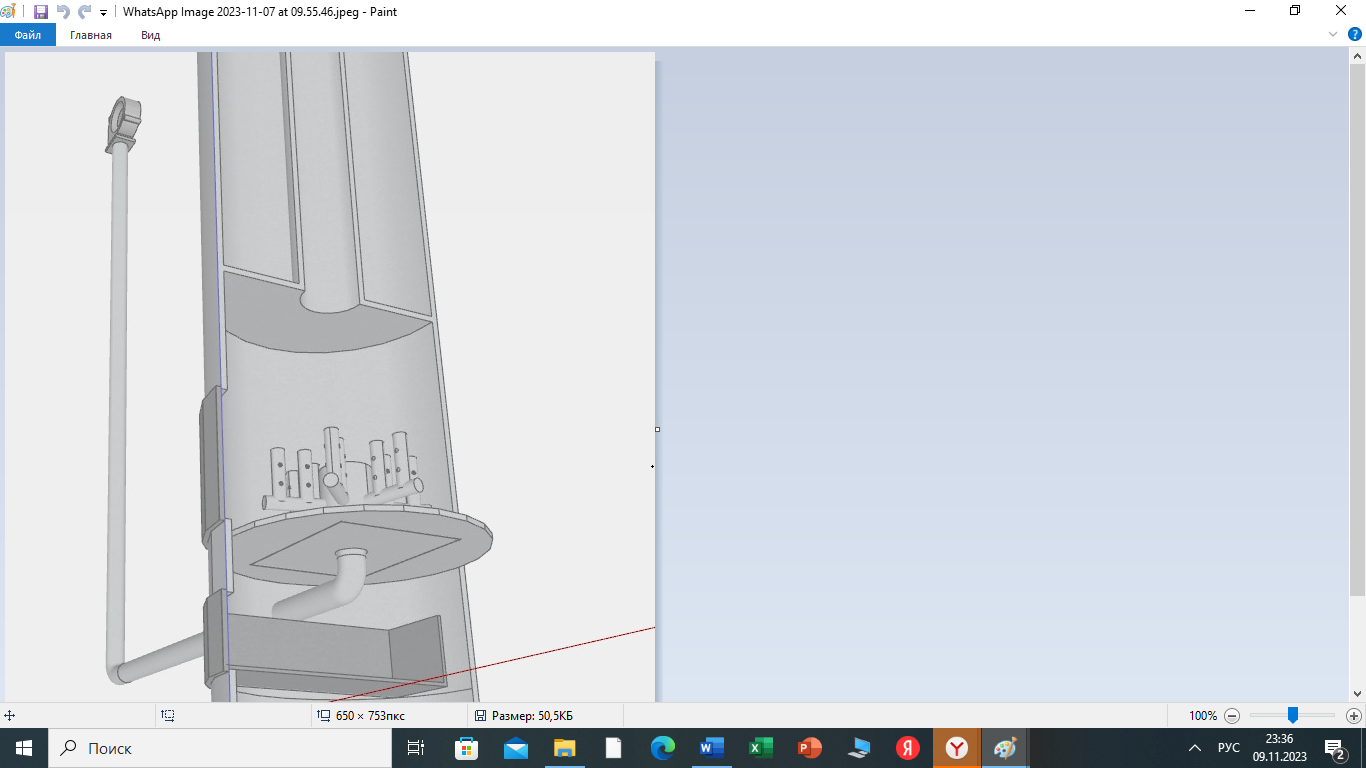 WhatsApp Image 2023-11-07 at 09.55.46.jpeg - Paint
Файл Главная Вид
650 × 753пкс
Размер: 50,5КБ
100%
Поиск
РУС
23:36
09.11.2023
2